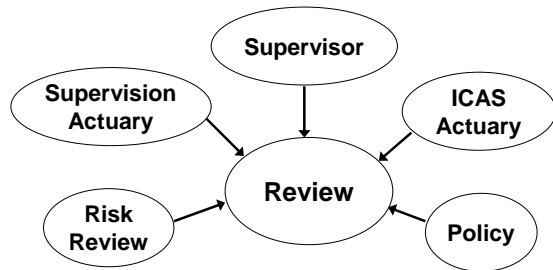 Supervisor
Supervision
Actuary
ICAS
Actuary
Review
Risk
Review
Policy